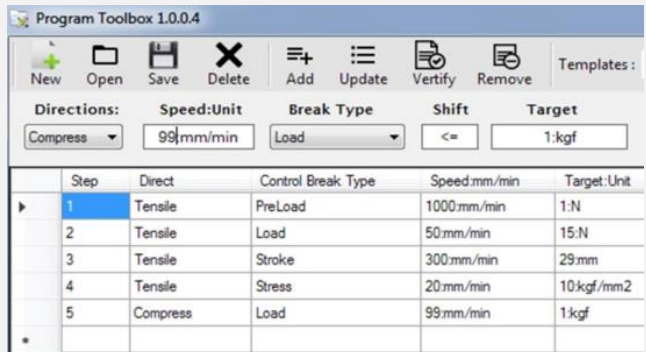 Program Toolbox 1.0.0.4
New Open Save Delete Add Update Vertify Remove Templates :
Directions: Speed:Unit Break Type Shift Target
Compress 99:mm/min Load <= 1:kgf
Step Direct Control Break Type Speed:mm/min Target:Unit
1 Tensile PreLoad 1000:mm/min 1:N
2 Tensile Load 50:mm/min 15:N
3 Tensile Stroke 300:mm/min 29:mm
4 Tensile Stress 20:mm/min 10:kgf/mm2
5 Compress Load 99:mm/min 1:kgf